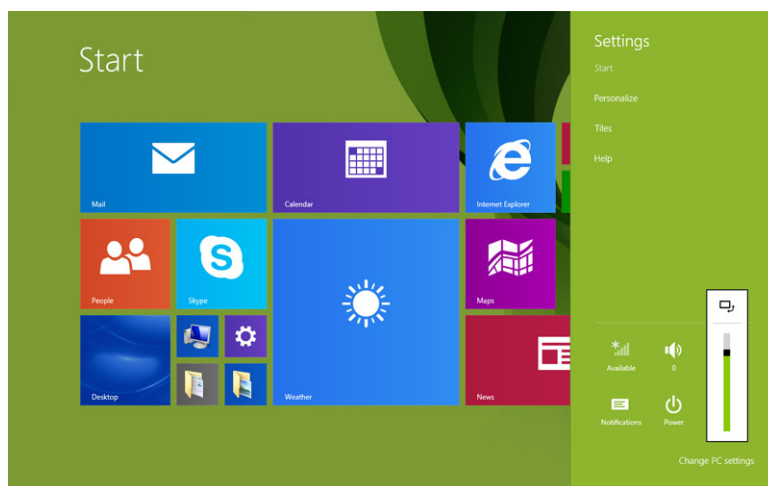 Start
Mail
Calendar
Internet Explorer
People
Skype
Maps
Desktop
Weather
News
Settings
Start
Personalize
Tiles
Help
Available
0
Notifications
Power
Change PC settings